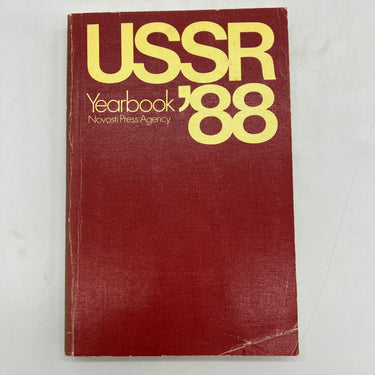 USSR
Yearbook '88
Novosti Press Agency